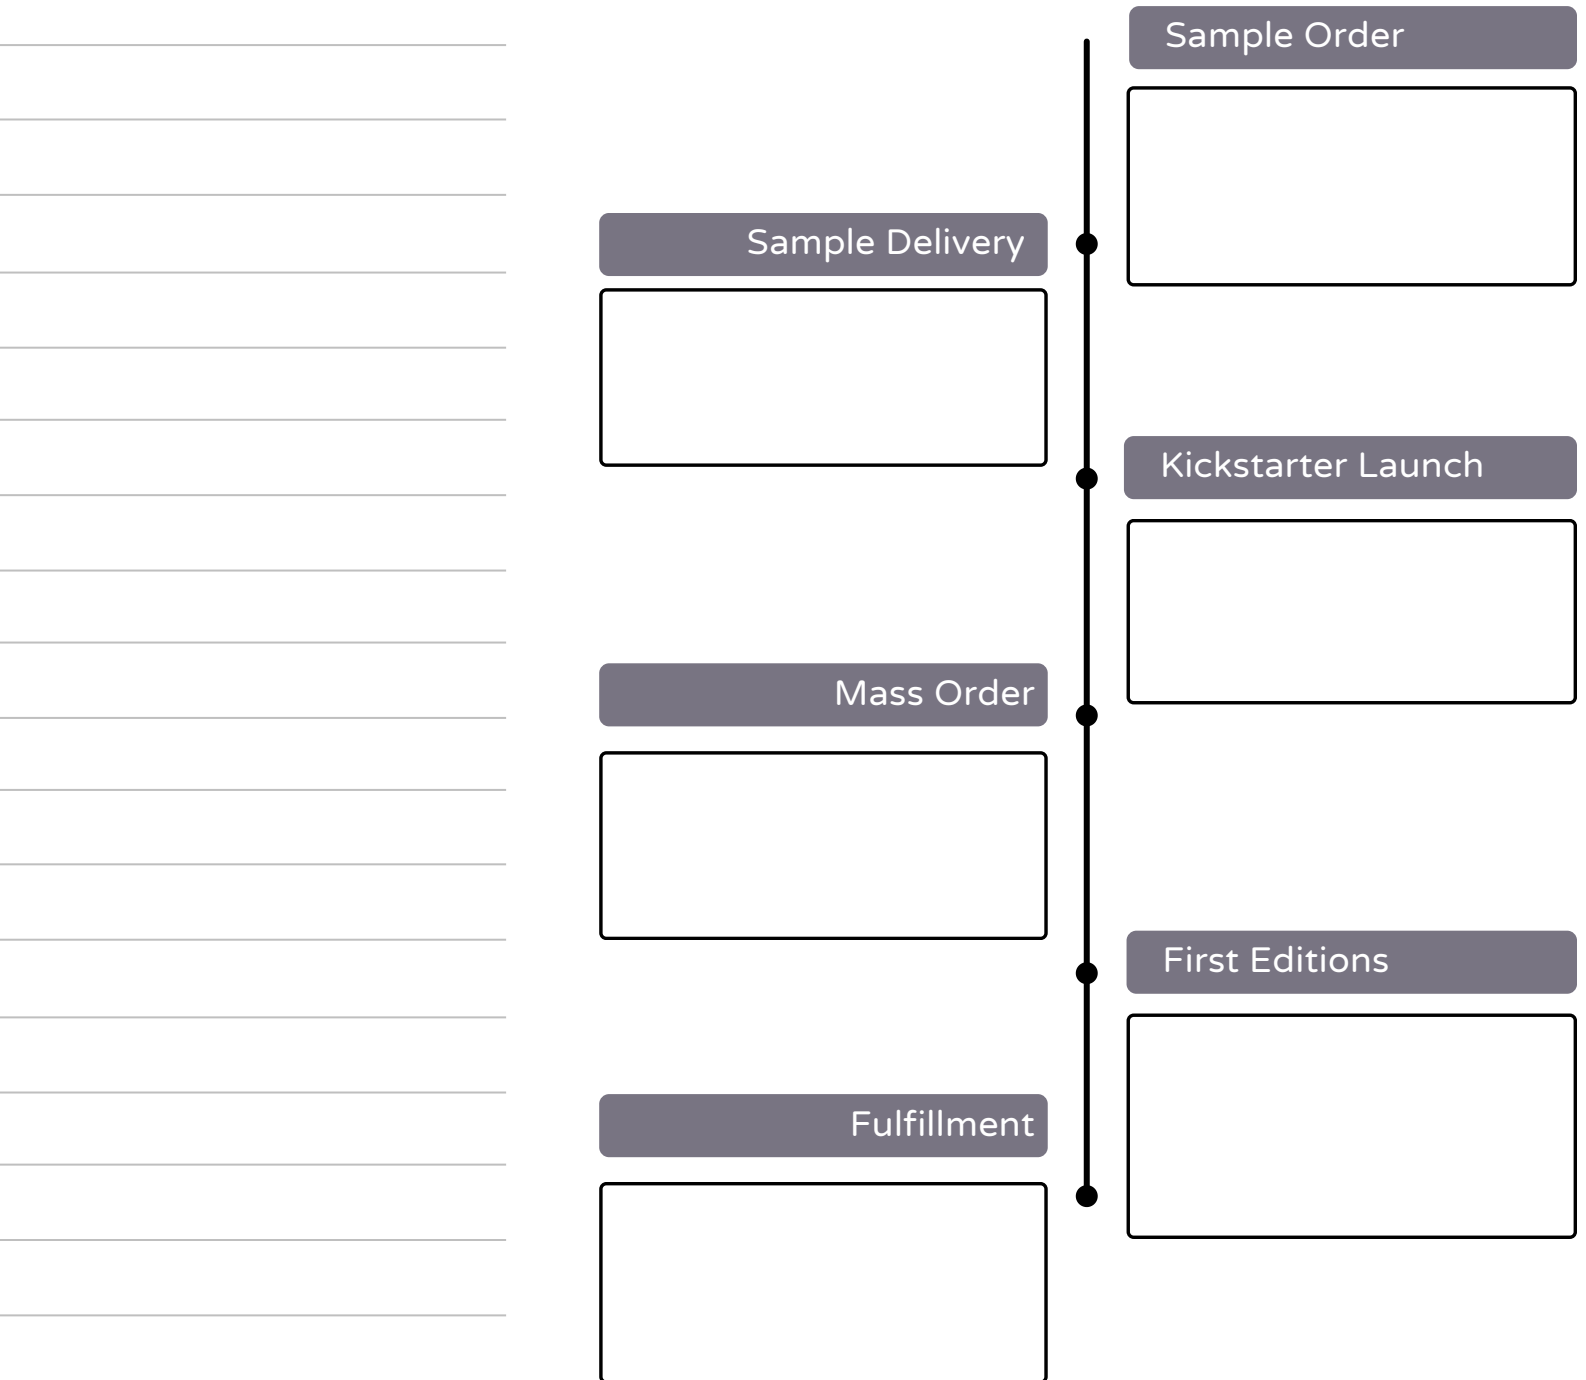 Sample Order
Sample Delivery
Kickstarter Launch
Mass Order
First Editions
Fulfillment